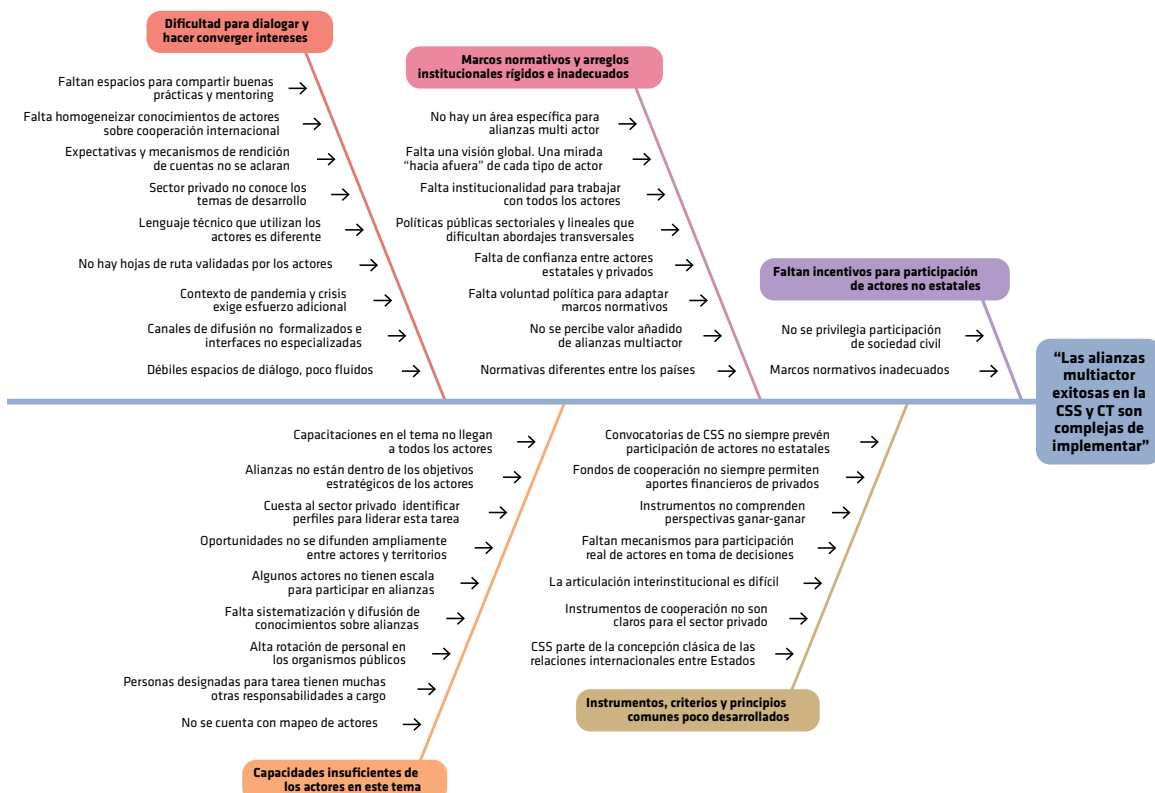 Dificultad para dialogar y
hacer converger intereses
Faltan espacios para compartir buenas
prácticas y mentoring
Falta homogeneizar conocimientos de actores
sobre cooperación internacional
Expectativas y mecanismos de rendición
de cuentas no se aclaran
Sector privado no conoce los
temas de desarrollo
Lenguaje técnico que utilizan los
actores es diferente
No hay hojas de ruta validadas por los actores
Contexto de pandemia y crisis
exige esfuerzo adicional
Canales de difusión no formalizados e
interfaces no especializadas
Débiles espacios de diálogo, poco fluidos
Marcos normativos y arreglos
institucionales rígidos e inadecuados
No hay un área específica para
alianzas multi actor
Falta una visión global. Una mirada
“hacia afuera” de cada tipo de actor
Falta institucionalidad para trabajar
con todos los actores
Políticas públicas sectoriales y lineales que
dificultan abordajes transversales
Falta de confianza entre actores
estatales y privados
Falta voluntad política para adaptar
marcos normativos
No se percibe valor añadido
de alianzas multiactor
Normativas diferentes entre los países
Faltan incentivos para participación
de actores no estatales
No se privilegia participación
de sociedad civil
Marcos normativos inadecuados
“Las alianzas
multiactor
exitosas en la
CSS y CT son
complejas de
implementar”
Capacitaciones en el tema no llegan
a todos los actores
Alianzas no están dentro de los objetivos
estratégicos de los actores
Cuesta al sector privado identificar
perfiles para liderar esta tarea
Oportunidades no se difunden ampliamente
entre actores y territorios
Algunos actores no tienen escala
para participar en alianzas
Falta sistematización y difusión de
conocimientos sobre alianzas
Alta rotación de personal en
los organismos públicos
Personas designadas para tarea tienen muchas
otras responsabilidades a cargo
No se cuenta con mapeo de actores
Capacidades insuficientes de
los actores en este tema
Convocatorias de CSS no siempre prevén
participación de actores no estatales
Fondos de cooperación no siempre permiten
aportes financieros de privados
Instrumentos no comprenden
perspectivas ganar-ganar
Faltan mecanismos para participación
real de actores en toma de decisiones
La articulación interinstitucional es difícil
Instrumentos de cooperación no son
claros para el sector privado
CSS parte de la concepción clásica de las
relaciones internacionales entre Estados
Instrumentos, criterios y principios
comunes poco desarrollados